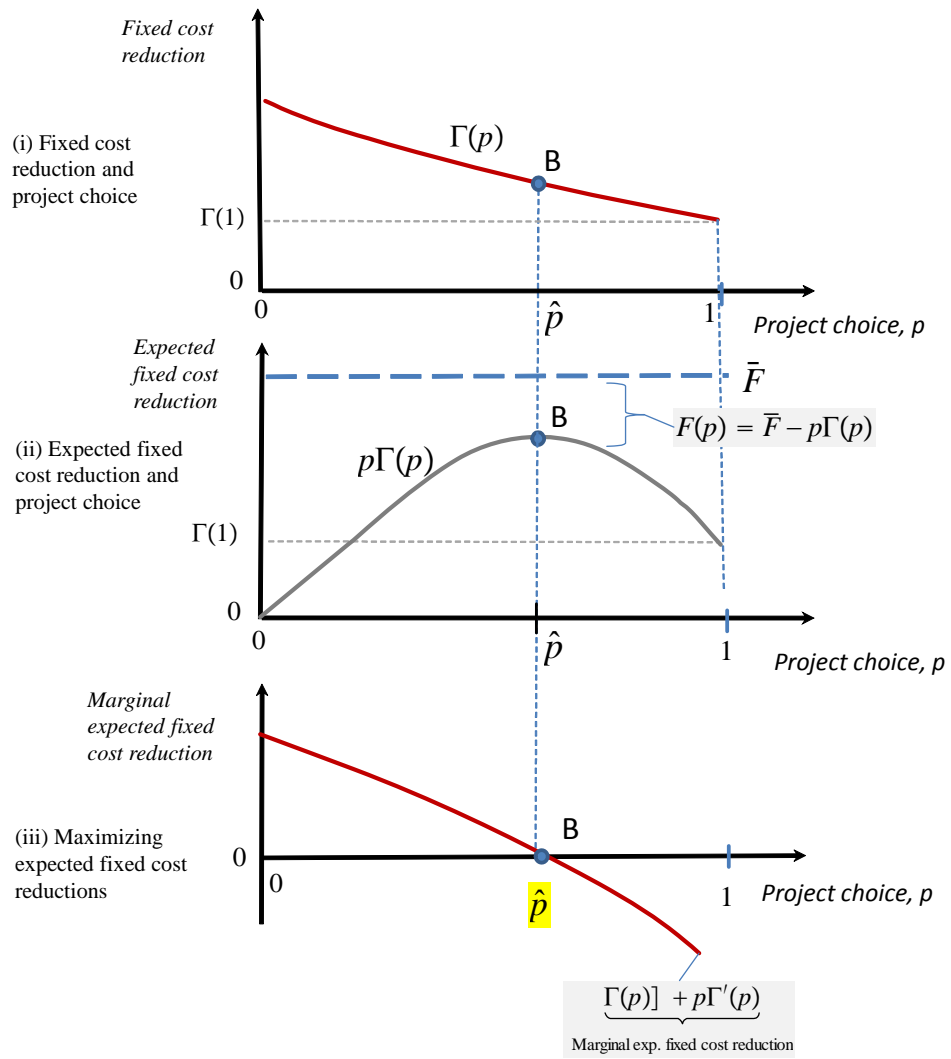 Fixed cost
reduction
(i) Fixed cost
reduction and
project choice
Γ(p)
B
Γ(1)
0
0
p̂
1
Project choice, p
Expected
fixed cost
reduction
F̄
B
F(p) = F̄ − pΓ(p)
(ii) Expected fixed
cost reduction and
project choice
pΓ(p)
Γ(1)
0
0
p̂
1
Project choice, p
Marginal
expected fixed
cost reduction
(iii) Maximizing
expected fixed cost
reductions
B
0
0
p̂
1
Project choice, p
Γ(p)] + pΓ′(p)
Marginal exp. fixed cost reduction